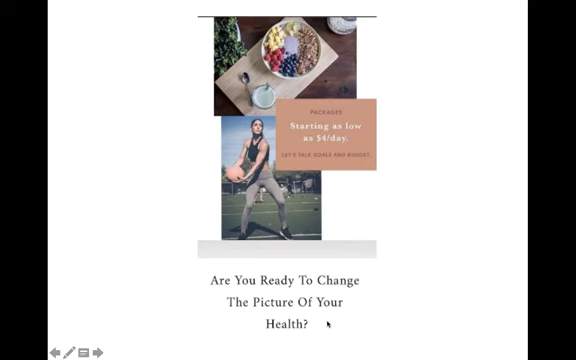 PACKAGES
Starting as low
as $4/day.
LET'S TALK GOALS AND BUDGET.
Are You Ready To Change
The Picture Of Your
Health?